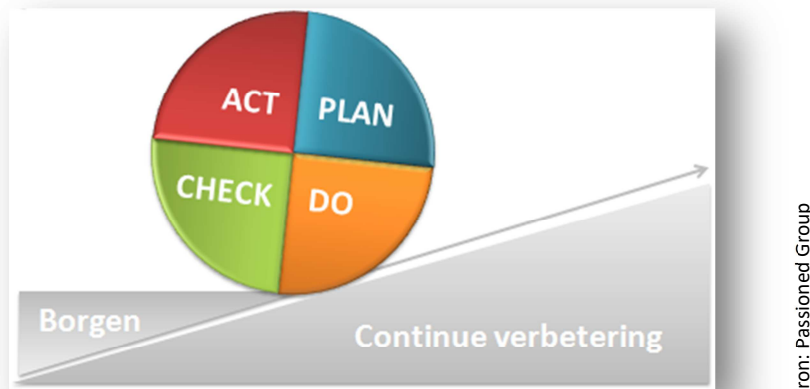 ACT
PLAN
CHECK
DO
Borgen
Continue verbetering
ron: Passioned Group